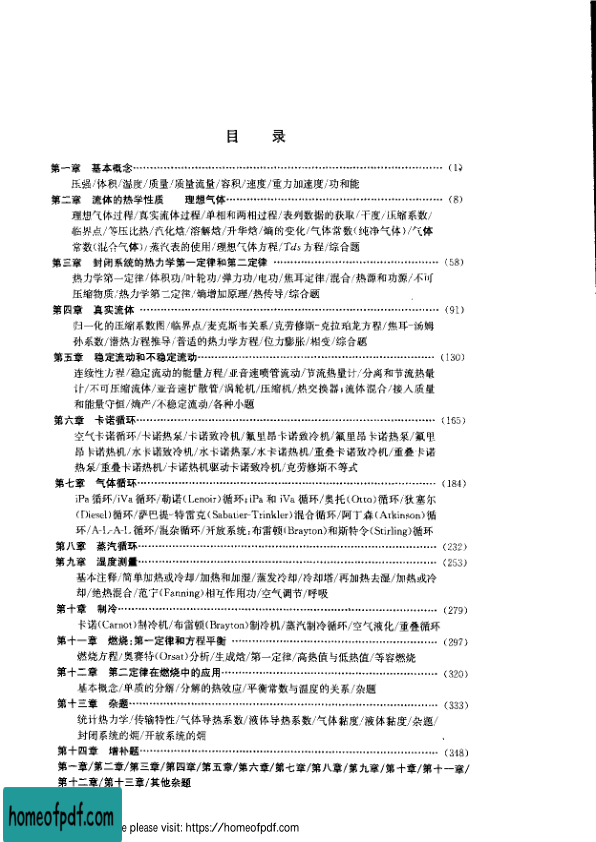 目 录
第一章 基本概念……(1)
压强/体积/温度/质量/质量流量/容积/速度/重力加速度/功和能
第二章 流体的热学性质 理想气体……(8)
理想气体过程/真实流体过程/单相和两相过程/表列数据的获取/干度/压缩系数/
临界点/等压比热/汽化焓/溶解焓/升华焓/熵的变化/气体常数(纯净气体)/气体
常数(混合气体)/蒸汽表的使用/理想气体方程/Tds方程/综合题
第三章 封闭系统的热力学第一定律和第二定律……(58)
热力学第一定律/体积功/叶轮功/弹力功/电功/焦耳定律/混合/热源和功源/不可
压缩物质/热力学第二定律/熵增加原理/热传导/综合题
第四章 真实流体……(91)
归一化的压缩系数图/临界点/麦克斯韦关系/克劳修斯-克拉珀龙方程/焦耳-汤姆
孙系数/潜热方程推导/普适的热力学方程/位力膨胀/相变/综合题
第五章 稳定流动和不稳定流动……(130)
连续性方程/稳定流动的能量方程/亚音速喷管流动/节流热量计/分离和节流热量
计/不可压缩流体/亚音速扩散管/涡轮机/压缩机/热交换器;流体混合/接入质量
和能量守恒/熵产/不稳定流动/各种小题
第六章 卡诺循环……(165)
空气卡诺循环/卡诺热泵/卡诺致冷机/氟里昂卡诺致冷机/氟里昂卡诺热泵/氟里
昂卡诺热机/水卡诺致冷机/水卡诺热泵/水卡诺热机/重叠卡诺致冷机/重叠卡诺
热泵/重叠卡诺热机/卡诺热机驱动卡诺致冷机/克劳修斯不等式
第七章 气体循环……(184)
iPa循环/iVa循环/勒诺(Lenoir)循环;iPa和iVa循环/奥托(Otto)循环/狄塞尔
(Diesel)循环/萨巴提-特雷克(Sabatier-Trinkler)混合循环/阿丁森(Atkinson)循
环/A-L-A-L循环/混杂循环/开放系统;布雷顿(Brayton)和斯特令(Stirling)循环
第八章 蒸汽循环……(232)
第九章 湿度测量……(253)
基本注释/简单加热或冷却/加热和加湿/蒸发冷却/冷却塔/再加热去湿/加热或冷
却/绝热混合/范宁(Fanning)相互作用功/空气调节/呼吸
第十章 制冷……(279)
卡诺(Carnot)制冷机/布雷顿(Brayton)制冷机/蒸汽制冷循环/空气液化/重叠循环
第十一章 燃烧:第一定律和方程平衡……(297)
燃烧方程/奥赛特(Orsat)分析/生成焓/第一定律/高热值与低热值/等容燃烧
第十二章 第二定律在燃烧中的应用……(320)
基本概念/单质的分解/分解的热效应/平衡常数与温度的关系/杂题
第十三章 杂题……(333)
统计热力学/传输特性/气体导热系数/液体导热系数/气体黏度/液体黏度/杂题/
封闭系统的㶲/开放系统的㶲
第十四章 增补题……(348)
第一章/第二章/第三章/第四章/第五章/第六章/第七章/第八章/第九章/第十章/第十一章/
第十二章/第十三章/其他杂题
homeofpdf.com
e please visit: https://homeofpdf.com